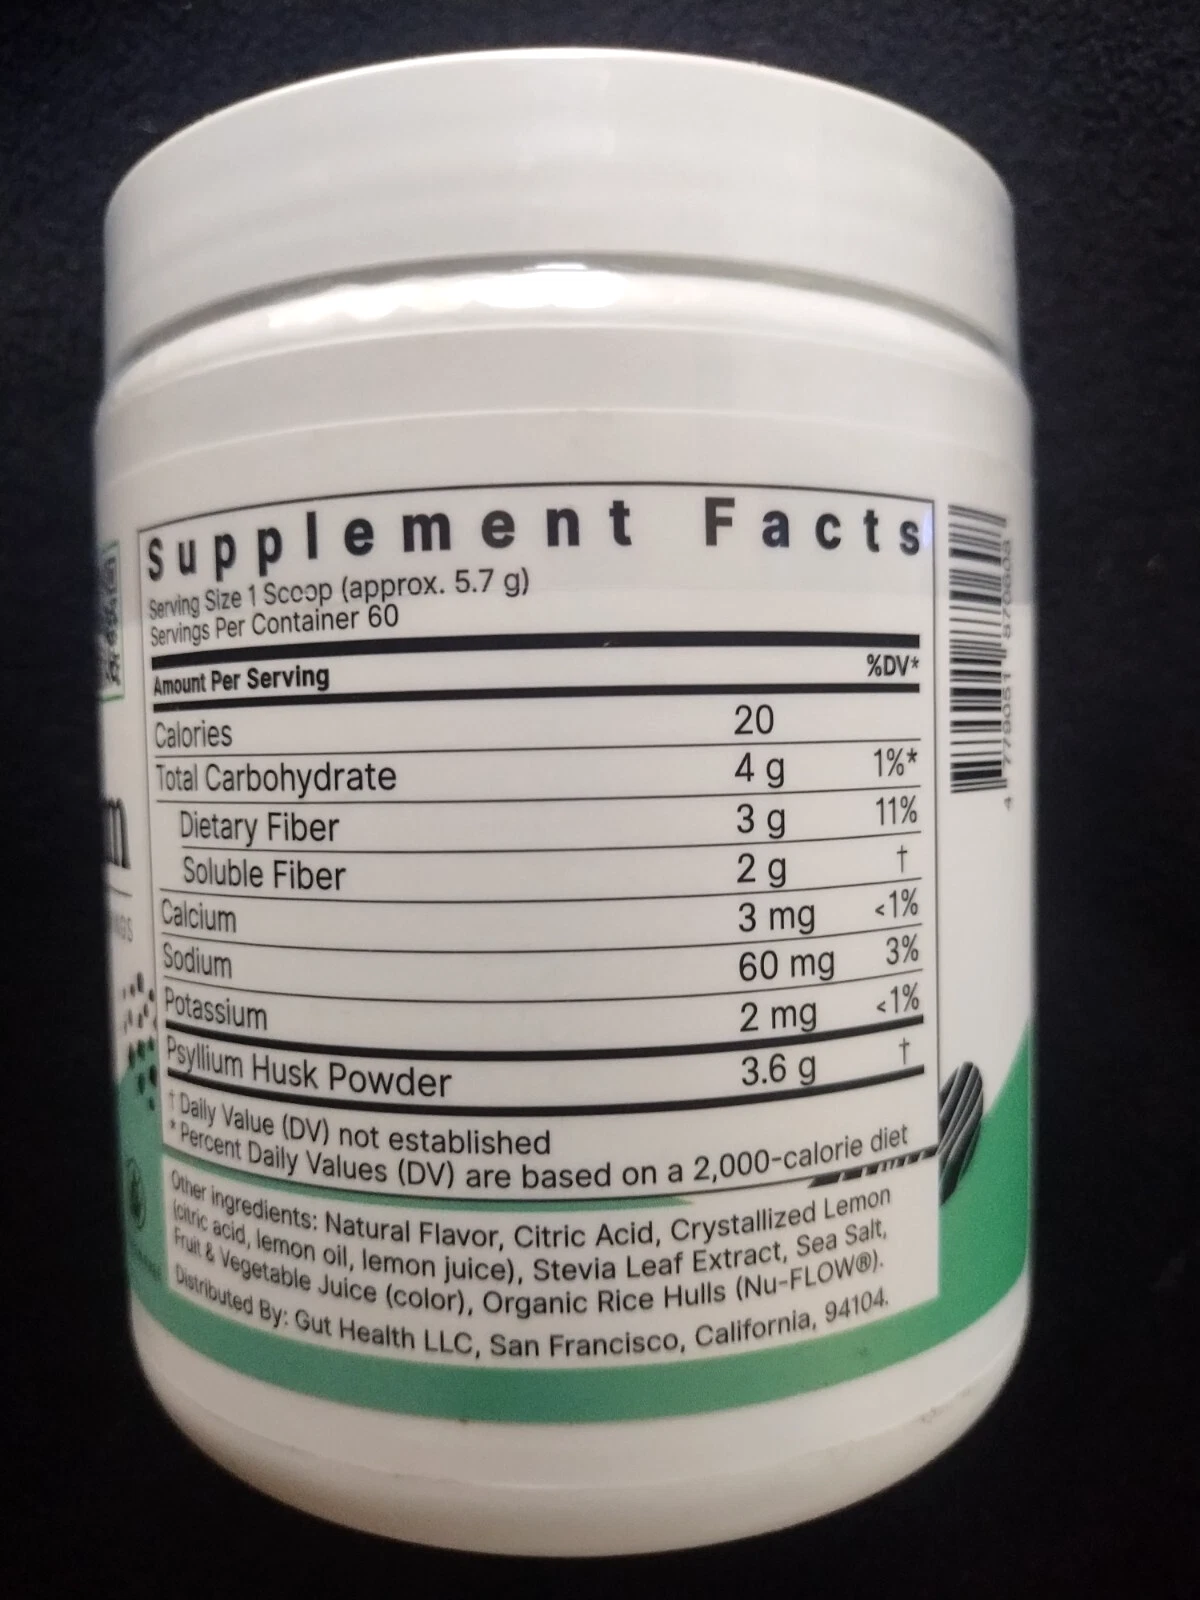 Supplement Facts
Serving Size 1 Scoop (approx. 5.7 g)
Servings Per Container 60
Amount Per Serving %DV*
Calories 20
Total Carbohydrate 4 g 1%*
Dietary Fiber 3 g 11%
Soluble Fiber 2 g †
Calcium 3 mg <1%
Sodium 60 mg 3%
Potassium 2 mg <1%
Psyllium Husk Powder 3.6 g †
† Daily Value (DV) not established
* Percent Daily Values (DV) are based on a 2,000-calorie diet
Other ingredients: Natural Flavor, Citric Acid, Crystallized Lemon
(citric acid, lemon oil, lemon juice), Stevia Leaf Extract, Sea Salt,
Fruit & Vegetable Juice (color), Organic Rice Hulls (Nu-FLOW®).
Distributed By: Gut Health LLC, San Francisco, California, 94104.